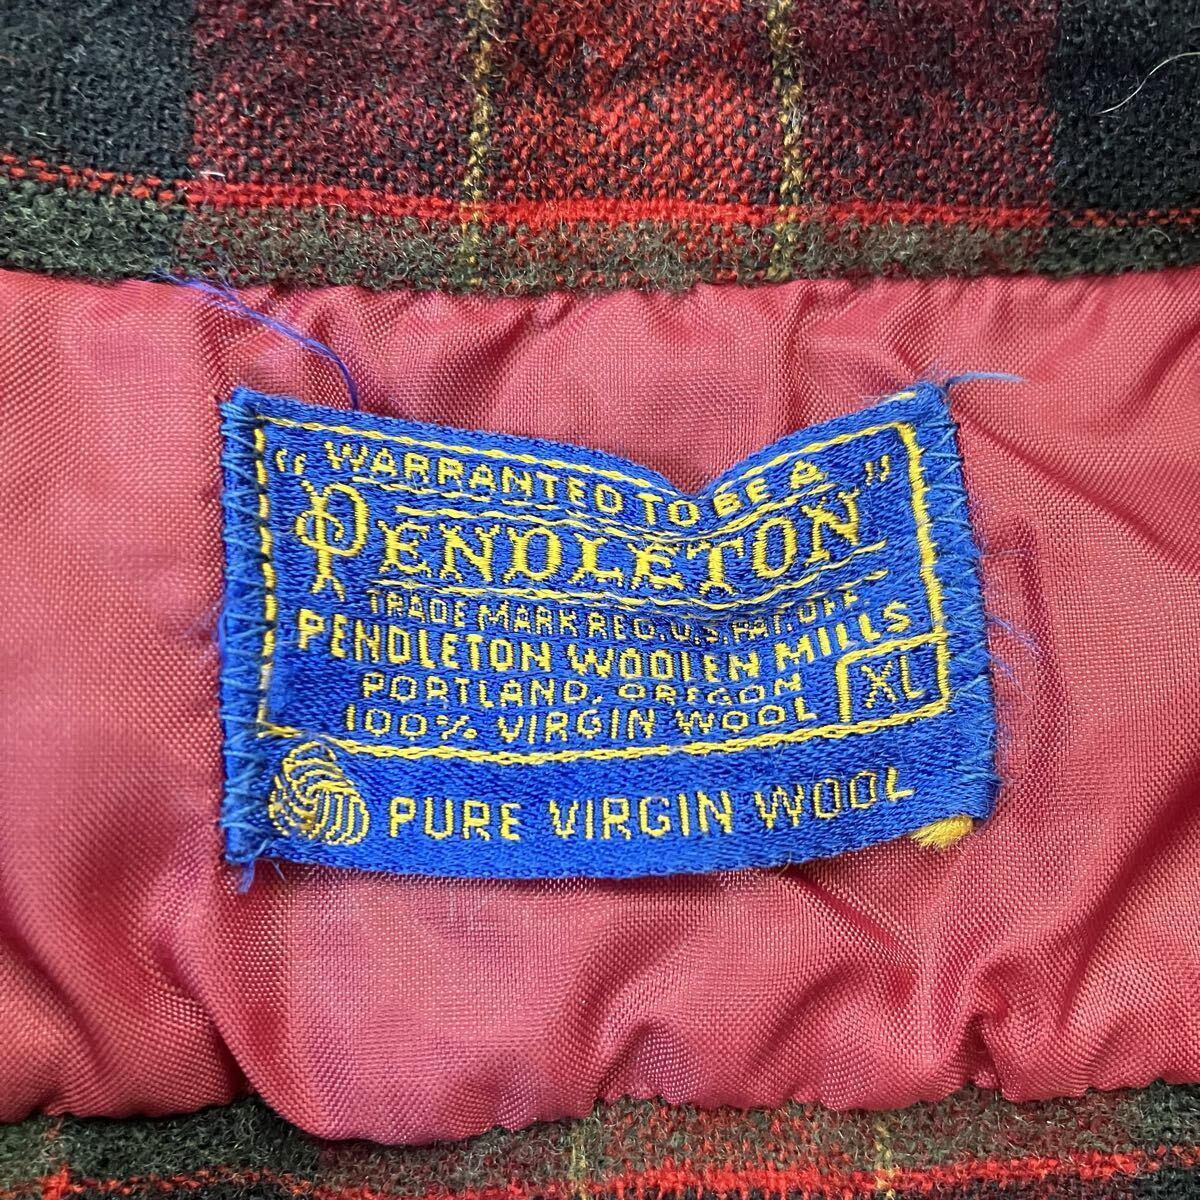 WARRANTED TO BE A
"PENDLETON"
TRADE MARK REG. U.S. PAT. OFF.
PENDLETON WOOLEN MILLS
PORTLAND, OREGON
100% VIRGIN WOOL
XL
PURE VIRGIN WOOL